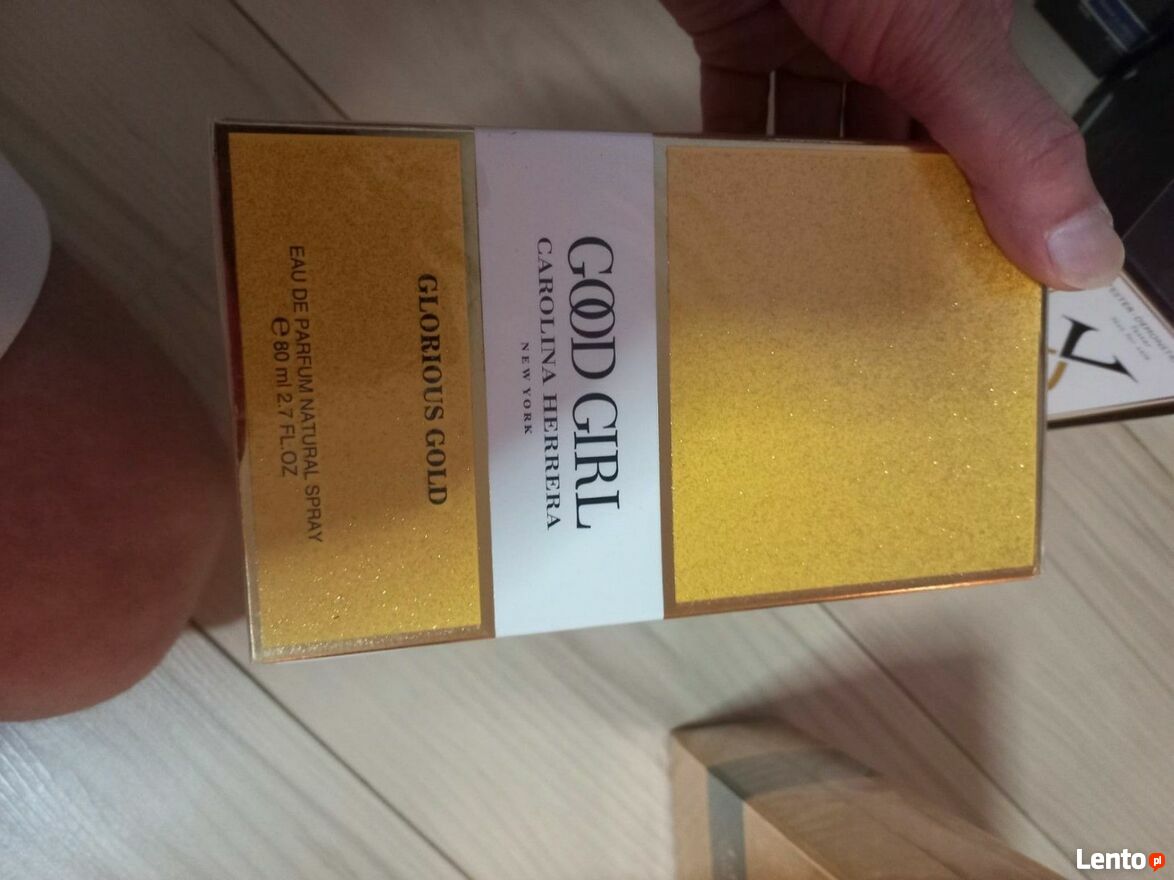 GOOD GIRL
CAROLINA HERRERA
NEW YORK
GLORIOUS GOLD
EAU DE PARFUM NATURAL SPRAY
℮ 80 ml 2.7 FL.OZ
Lento pl